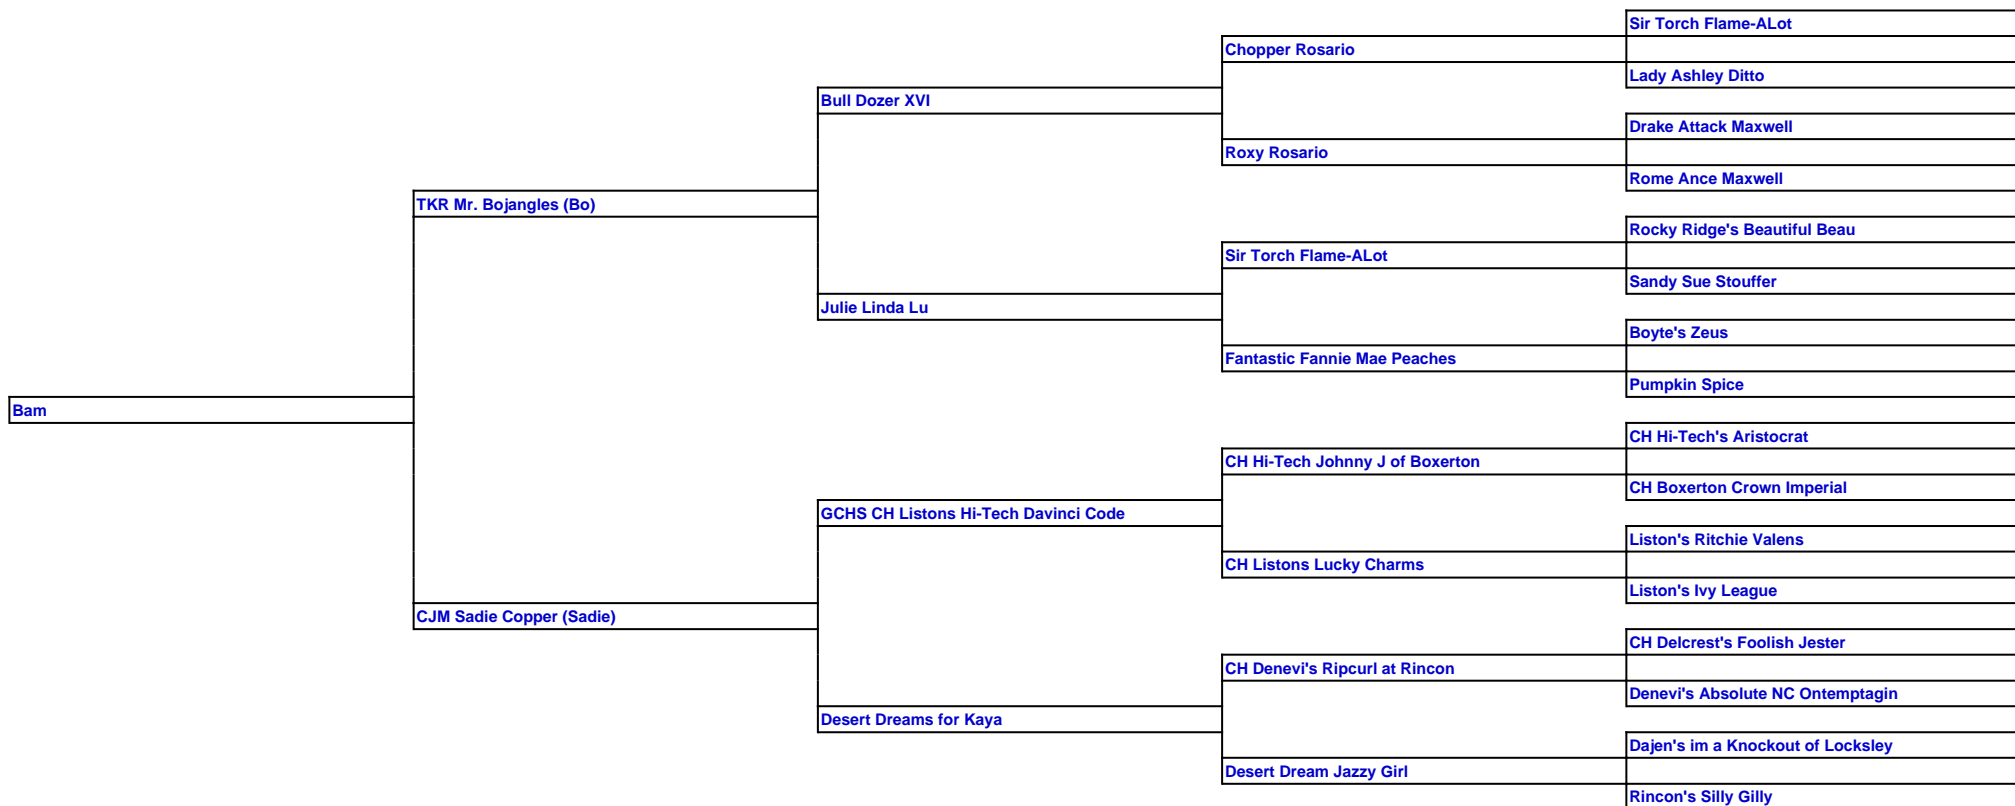 Sir Torch Flame-ALot
Chopper Rosario
Lady Ashley Ditto
Bull Dozer XVI
Drake Attack Maxwell
Roxy Rosario
Rome Ance Maxwell
TKR Mr. Bojangles (Bo)
Rocky Ridge's Beautiful Beau
Sir Torch Flame-ALot
Sandy Sue Stouffer
Julie Linda Lu
Boyte's Zeus
Fantastic Fannie Mae Peaches
Pumpkin Spice
Bam
CH Hi-Tech's Aristocrat
CH Hi-Tech Johnny J of Boxerton
CH Boxerton Crown Imperial
GCHS CH Listons Hi-Tech Davinci Code
Liston's Ritchie Valens
CH Listons Lucky Charms
Liston's Ivy League
CJM Sadie Copper (Sadie)
CH Delcrest's Foolish Jester
CH Denevi's Ripcurl at Rincon
Denevi's Absolute NC Ontemptagin
Desert Dreams for Kaya
Dajen's im a Knockout of Locksley
Desert Dream Jazzy Girl
Rincon's Silly Gilly